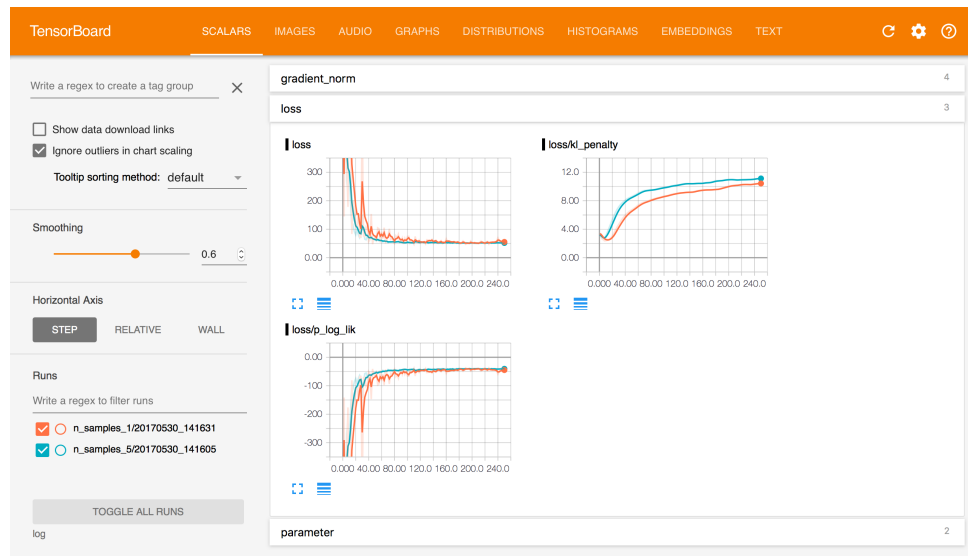 TensorBoard
SCALARS IMAGES AUDIO GRAPHS DISTRIBUTIONS HISTOGRAMS EMBEDDINGS TEXT
Write a regex to create a tag group
Show data download links
Ignore outliers in chart scaling
Tooltip sorting method: default
Smoothing
0.6
Horizontal Axis
STEP RELATIVE WALL
Runs
Write a regex to filter runs
n_samples_1/20170530_141631
n_samples_5/20170530_141605
TOGGLE ALL RUNS
log
gradient_norm 4
loss 3
loss
300
200
100
0.00
0.000 40.00 80.00 120.0 160.0 200.0 240.0
loss/kl_penalty
12.0
8.00
4.00
0.00
0.000 40.00 80.00 120.0 160.0 200.0 240.0
loss/p_log_lik
0.00
-100
-200
-300
0.000 40.00 80.00 120.0 160.0 200.0 240.0
parameter 2